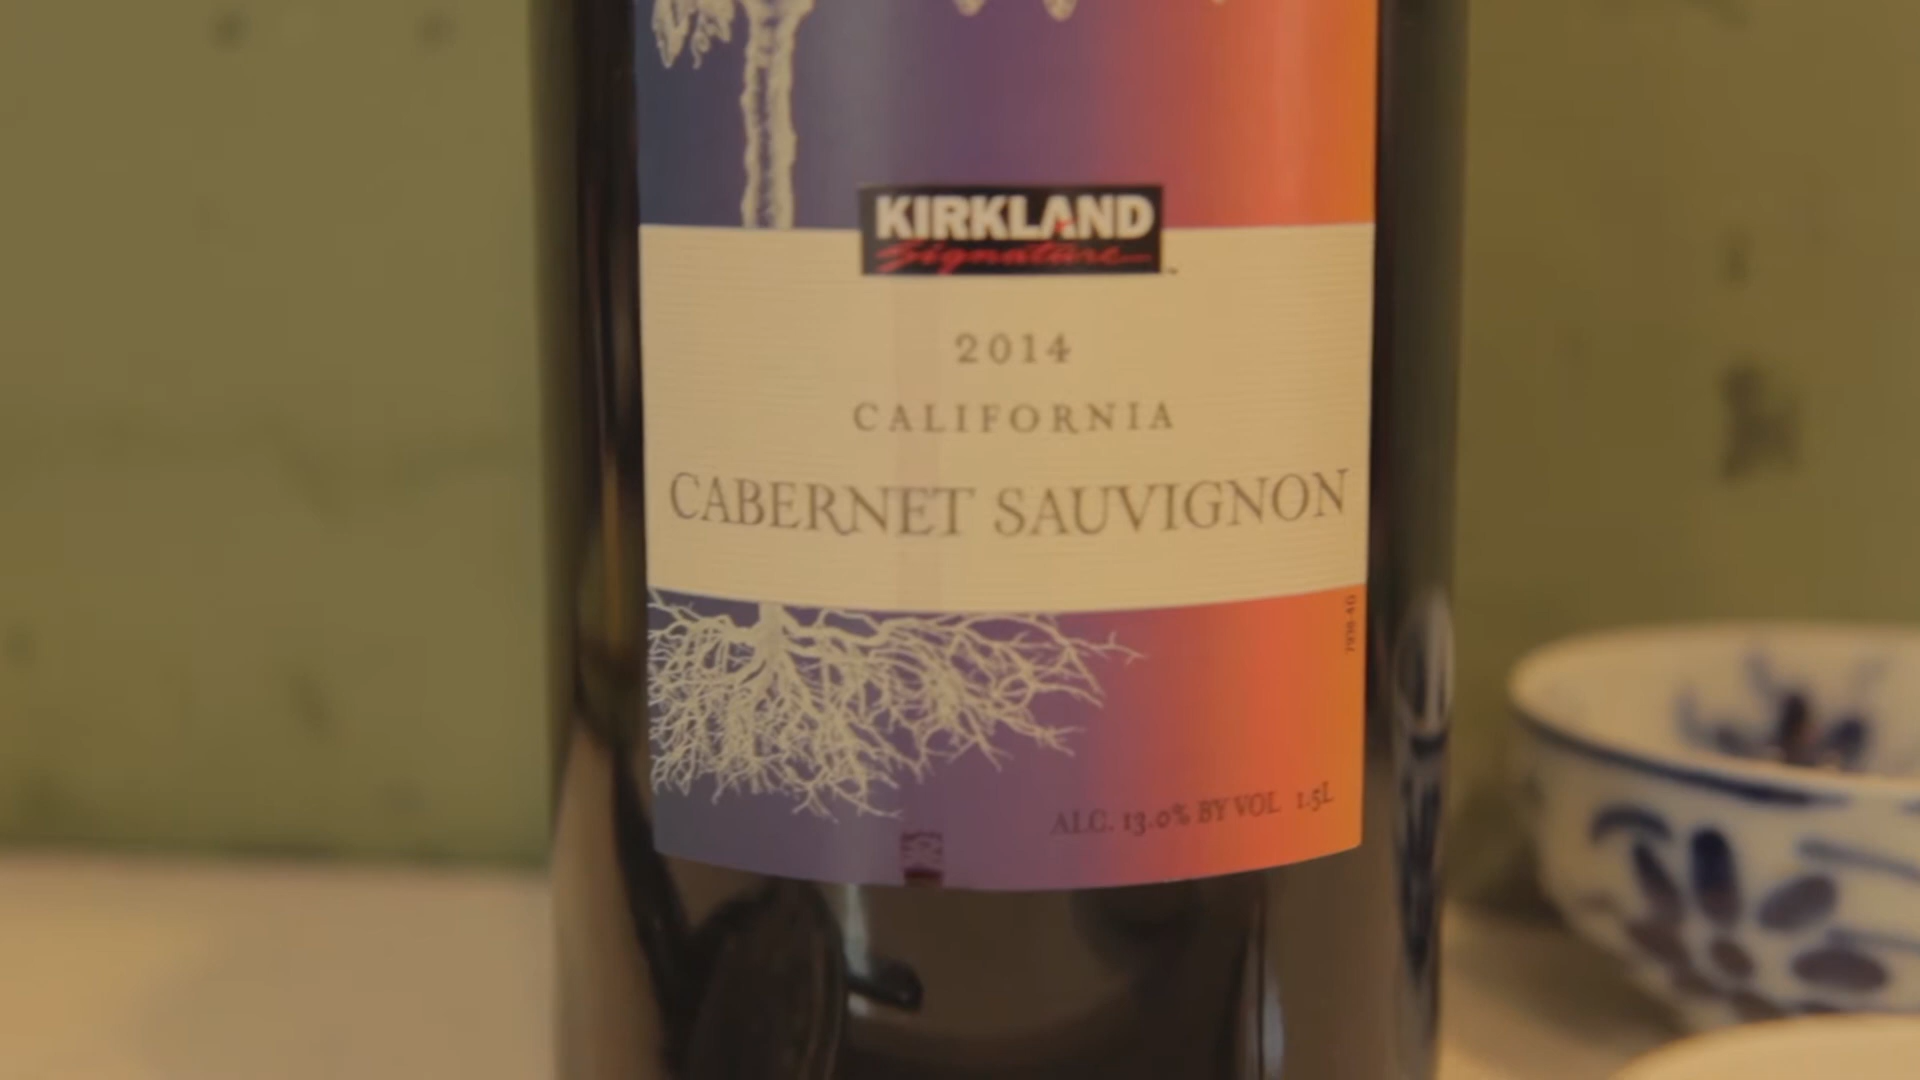 KIRKLAND
Signature
2014
CALIFORNIA
CABERNET SAUVIGNON
ALC. 13.0% BY VOL 1.5L